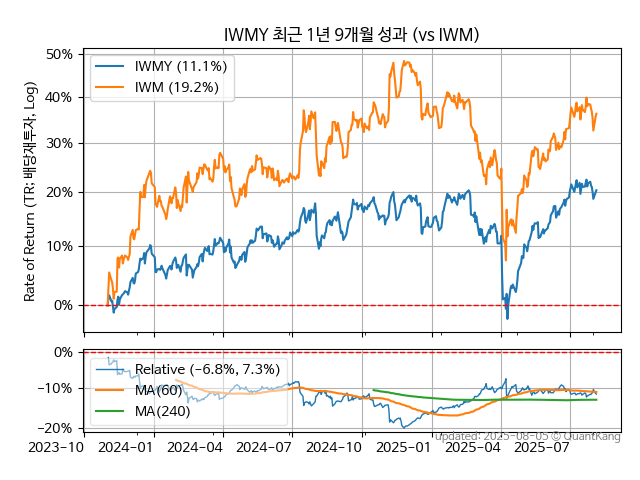 IWMY 최근 1년 9개월 성과 (vs IWM)
Rate of Return (TR: 배당재투자, Log)
50%
40%
30%
20%
10%
0%
IWMY (11.1%)
IWM (19.2%)
0%
−10%
−20%
Relative (−6.8%, 7.3%)
MA(60)
MA(240)
2023-10 2024-01 2024-04 2024-07 2024-10 2025-01 2025-04 2025-07
updated: 2025-08-05 © QuantKang